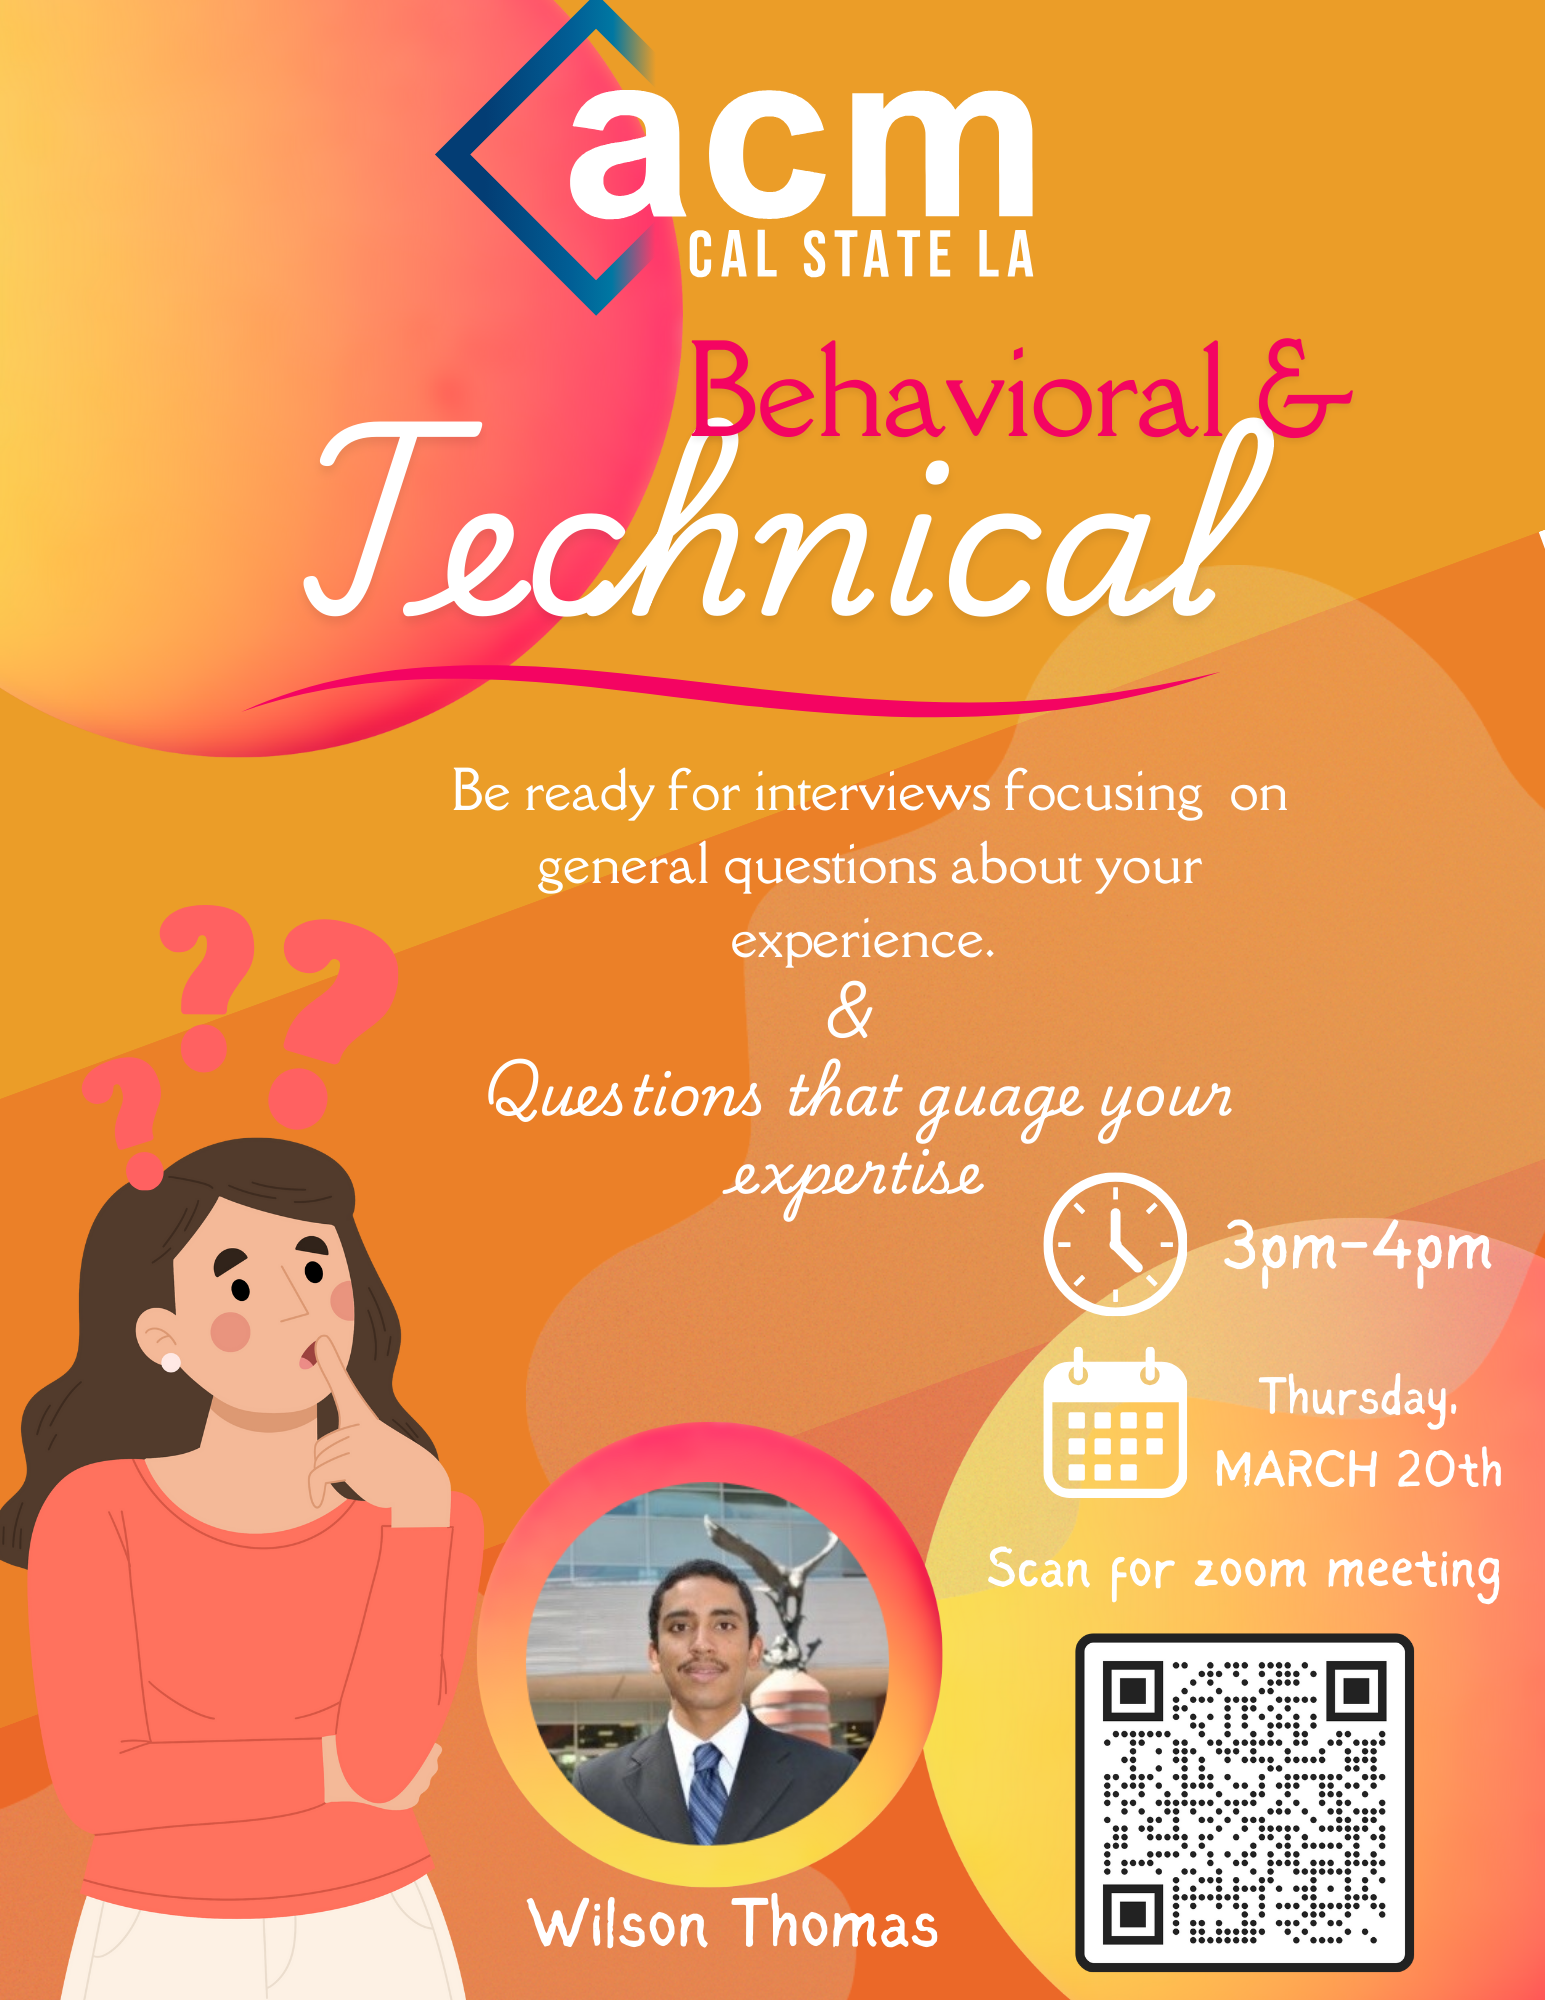 acm
CAL STATE LA
Behavioral &
Technical
Be ready for interviews focusing on
general questions about your
experience.
&
Questions that guage your
expertise
3pm-4pm
Thursday,
MARCH 20th
Scan for zoom meeting
Wilson Thomas